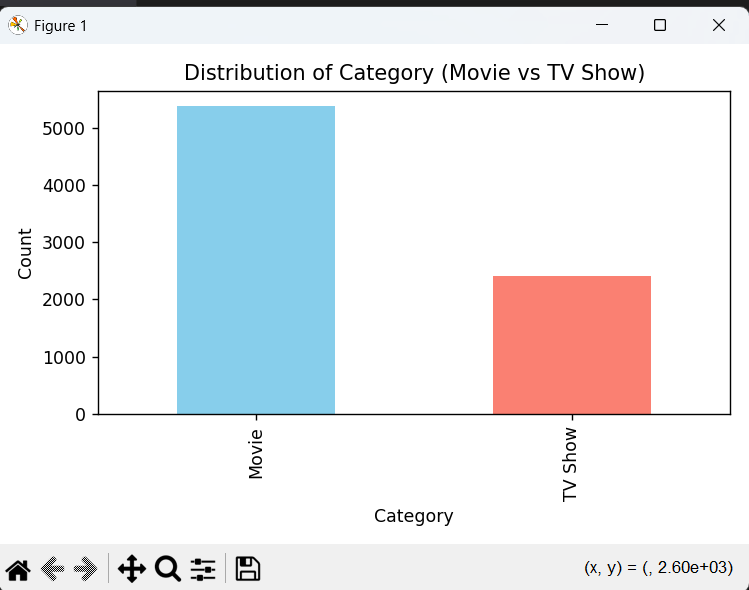 Figure 1
Distribution of Category (Movie vs TV Show)
5000
4000
3000
2000
1000
0
Count
Movie
TV Show
Category
(x, y) = (, 2.60e+03)